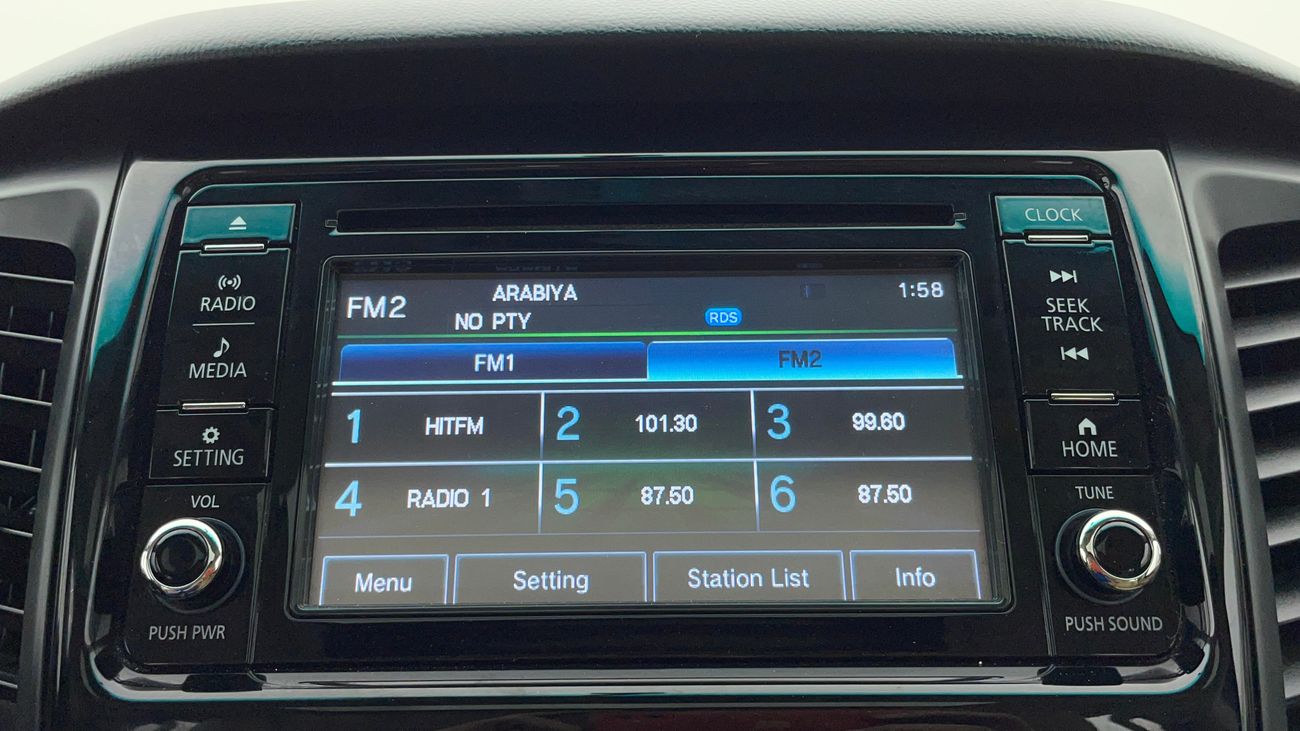 CLOCK
RADIO
MEDIA
SETTING
VOL
PUSH PWR
FM2 ARABIYA 1:58
NO PTY RDS
FM1 FM2
1 HITFM 2 101.30 3 99.60
4 RADIO 1 5 87.50 6 87.50
Menu Setting Station List Info
SEEK
TRACK
HOME
TUNE
PUSH SOUND